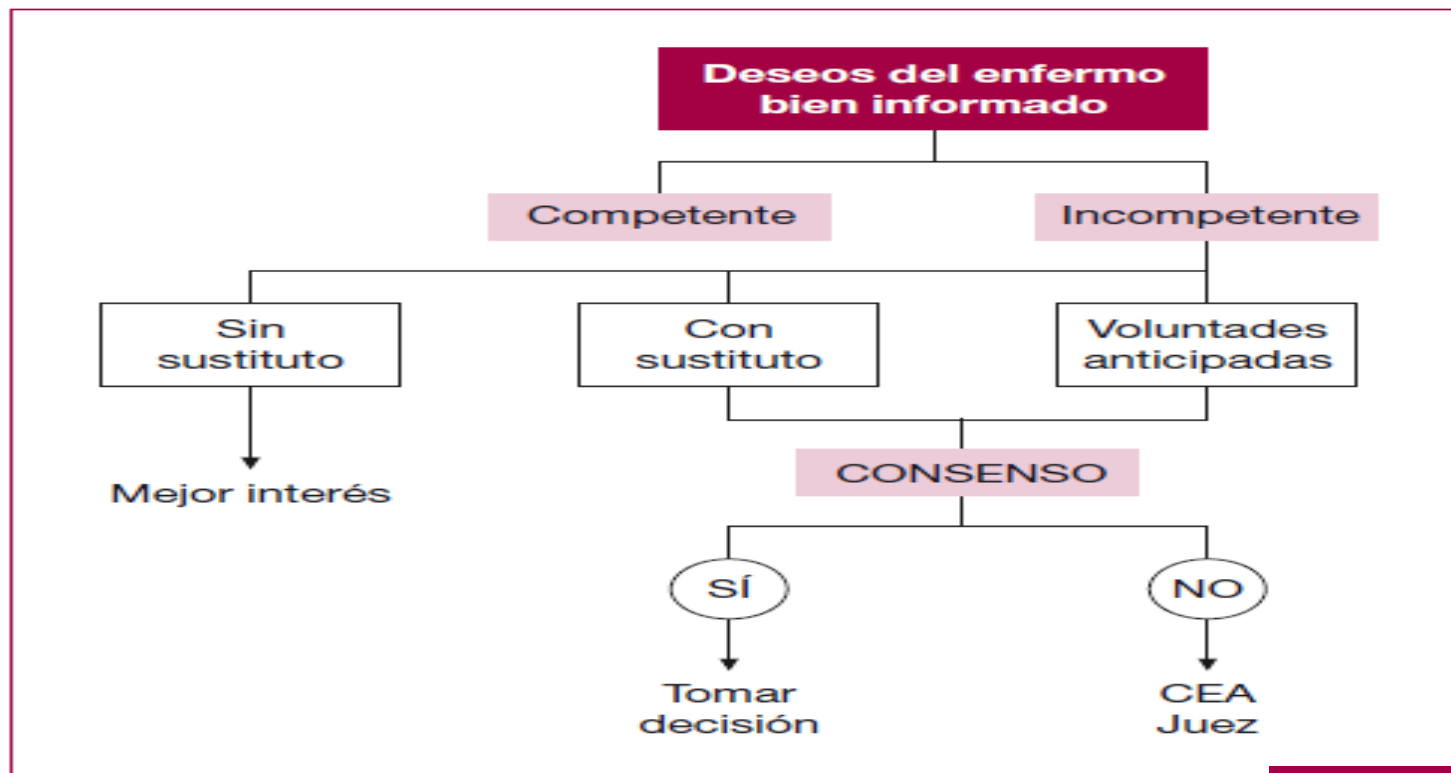 Deseos del enfermo
bien informado
Competente
Incompetente
Sin
sustituto
Con
sustituto
Voluntades
anticipadas
Mejor interés
CONSENSO
SÍ
NO
Tomar
decisión
CEA
Juez